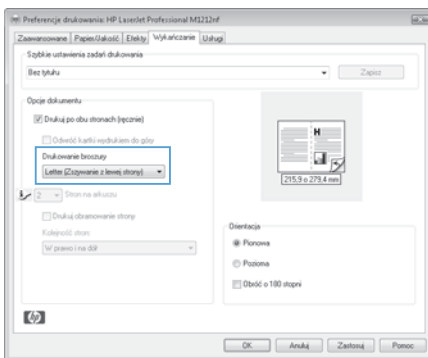 Preferencje drukowania: HP LaserJet Professional M1212nf
Zaawansowane Papier/Jakość Efekty Wykańczanie Usługi
Szybkie ustawienia zadań drukowania
Bez tytułu Zapisz
Opcje dokumentu
Drukuj po obu stronach (ręcznie)
Odwróć kartki wydrukiem do góry
Drukowanie broszury
Letter (Zszywanie z lewej strony)
2 Stron na arkuszu
Drukuj obramowanie strony
Kolejność stron:
W prawo i na dół
H
215,9 o 279,4 mm
Orientacja
Pionowa
Pozioma
Obróć o 180 stopni
hp
OK Anuluj Zastosuj Pomoc